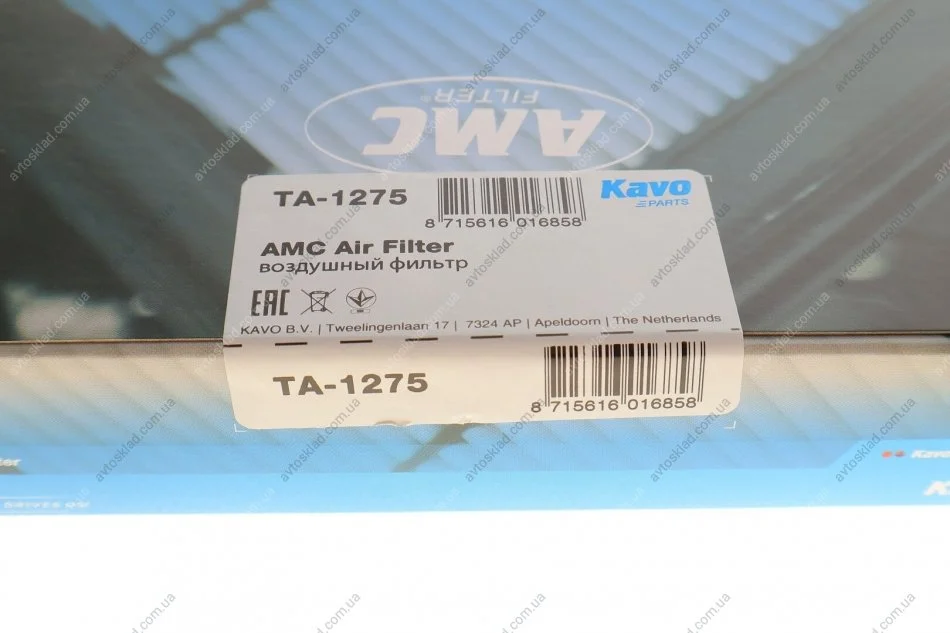 AMC
FILTER®
TA-1275
8 715616 016858
Kavo
PARTS
AMC Air Filter
воздушный фильтр
EAC
KAVO B.V. | Tweelingenlaan 17 | 7324 AP | Apeldoorn | The Netherlands
TA-1275
8 715616 016858
Kavo
avtosklad.com.ua